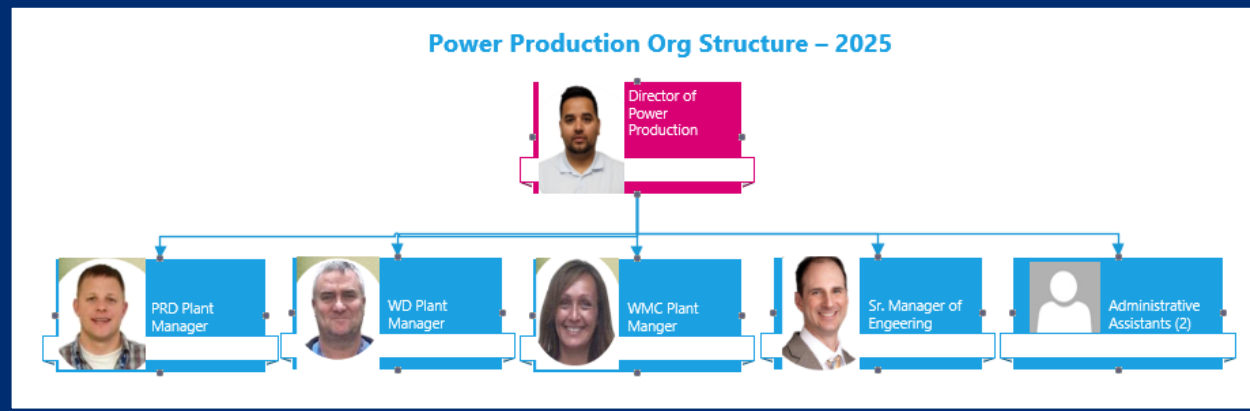 Power Production Org Structure – 2025
Director of
Power
Production
PRD Plant
Manager
WD Plant
Manager
WMC Plant
Manger
Sr. Manager of
Engeering
Administrative
Assistants (2)